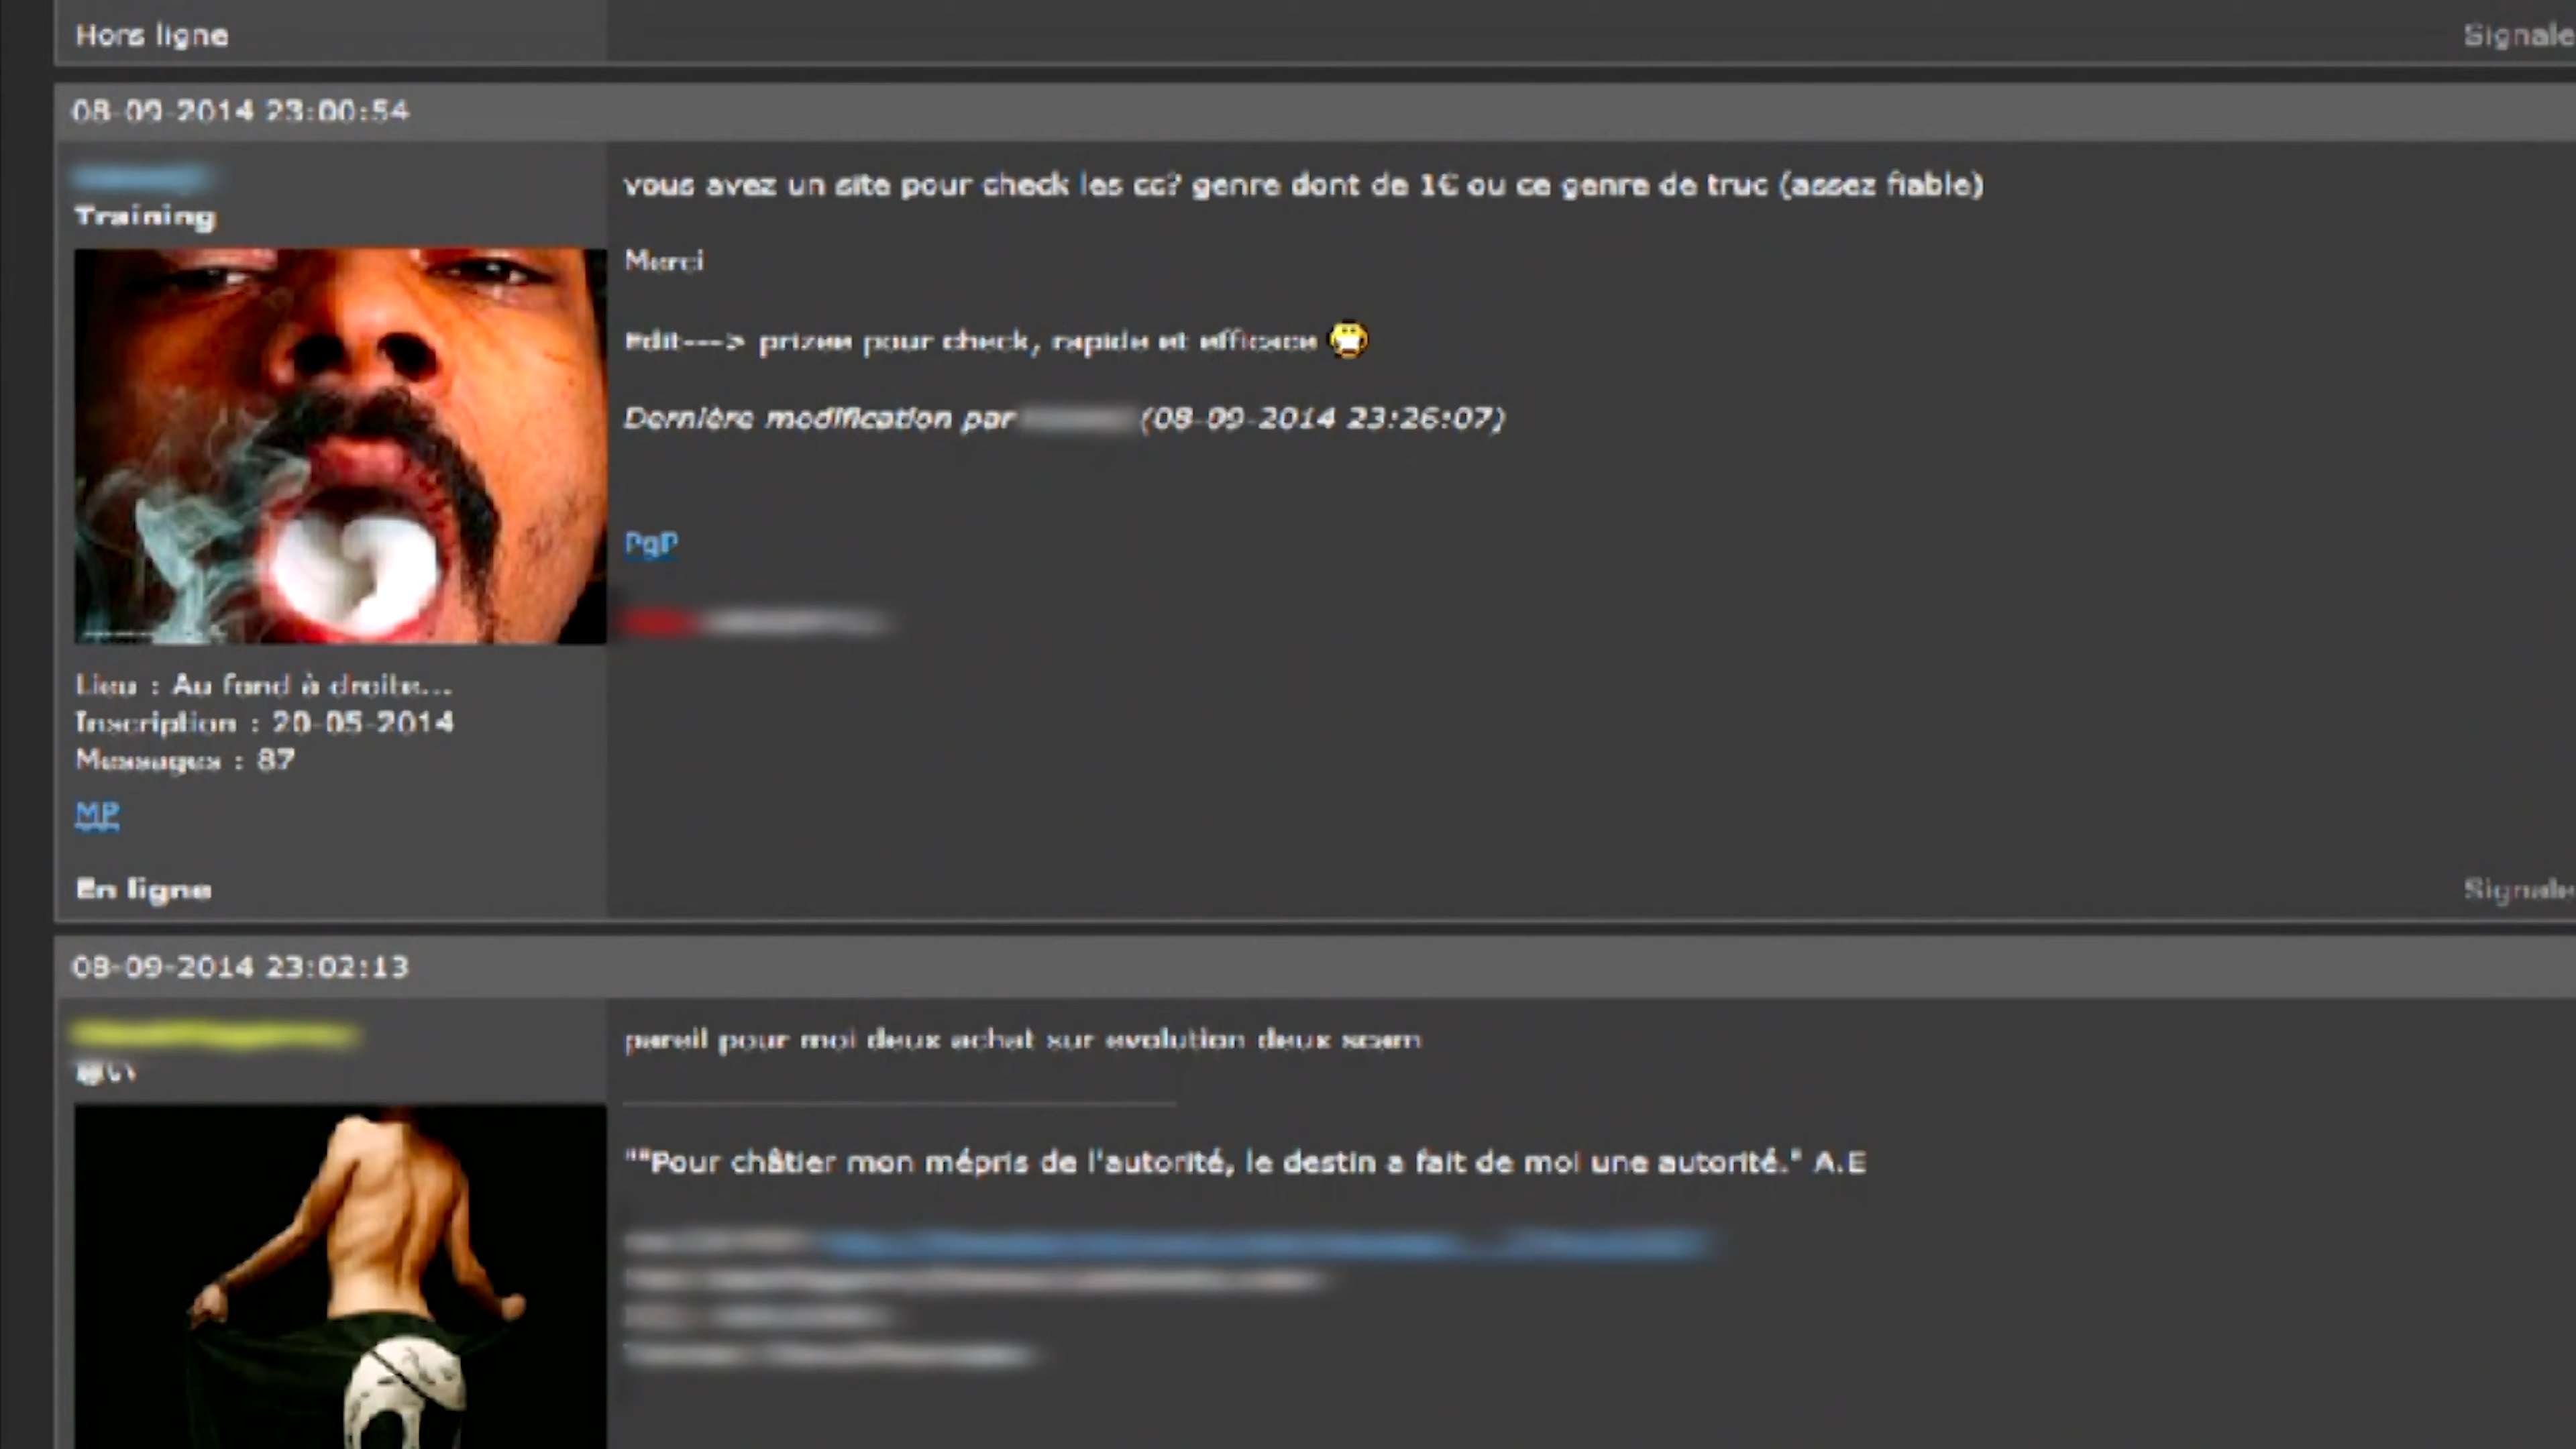 Hors ligne
Signale
08-09-2014 23:00:54
Training
vous avez un site pour check les cc? genre dont de 1€ ou ce genre de truc (assez fiable)
Merci
Edit---> prizee pour check, rapide et efficace
Dernière modification par (08-09-2014 23:26:07)
PgP
Lieu : Au fond à droite...
Inscription : 20-05-2014
Messages : 87
MP
En ligne
Signale
08-09-2014 23:02:13
pareil pour moi deux achat sur evolution deux scam
""Pour châtier mon mépris de l'autorité, le destin a fait de moi une autorité." A.E